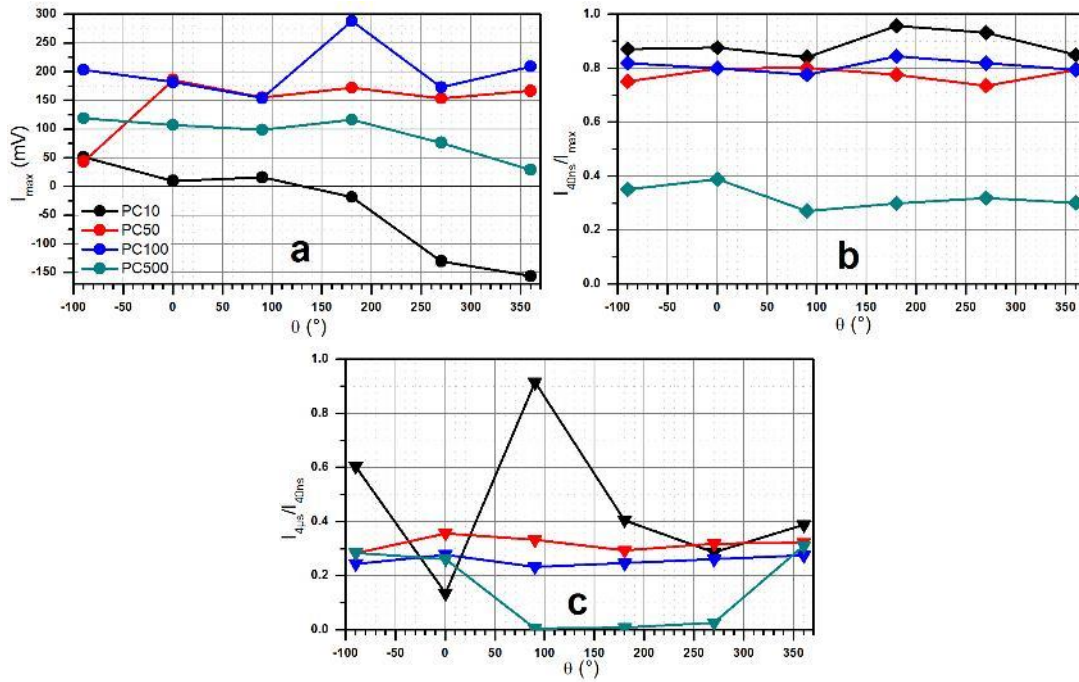 300
250
200
150
100
50
0
-50
-100
-150
I_max (mV)
PC10
PC50
PC100
PC500
a
-100 -50 0 50 100 150 200 250 300 350
θ (°)
1.0
0.8
0.6
0.4
0.2
0.0
I_40ns/I_max
b
-100 -50 0 50 100 150 200 250 300 350
θ (°)
1.0
0.8
0.6
0.4
0.2
0.0
I_4µs/I_40ns
c
-100 -50 0 50 100 150 200 250 300 350
θ (°)